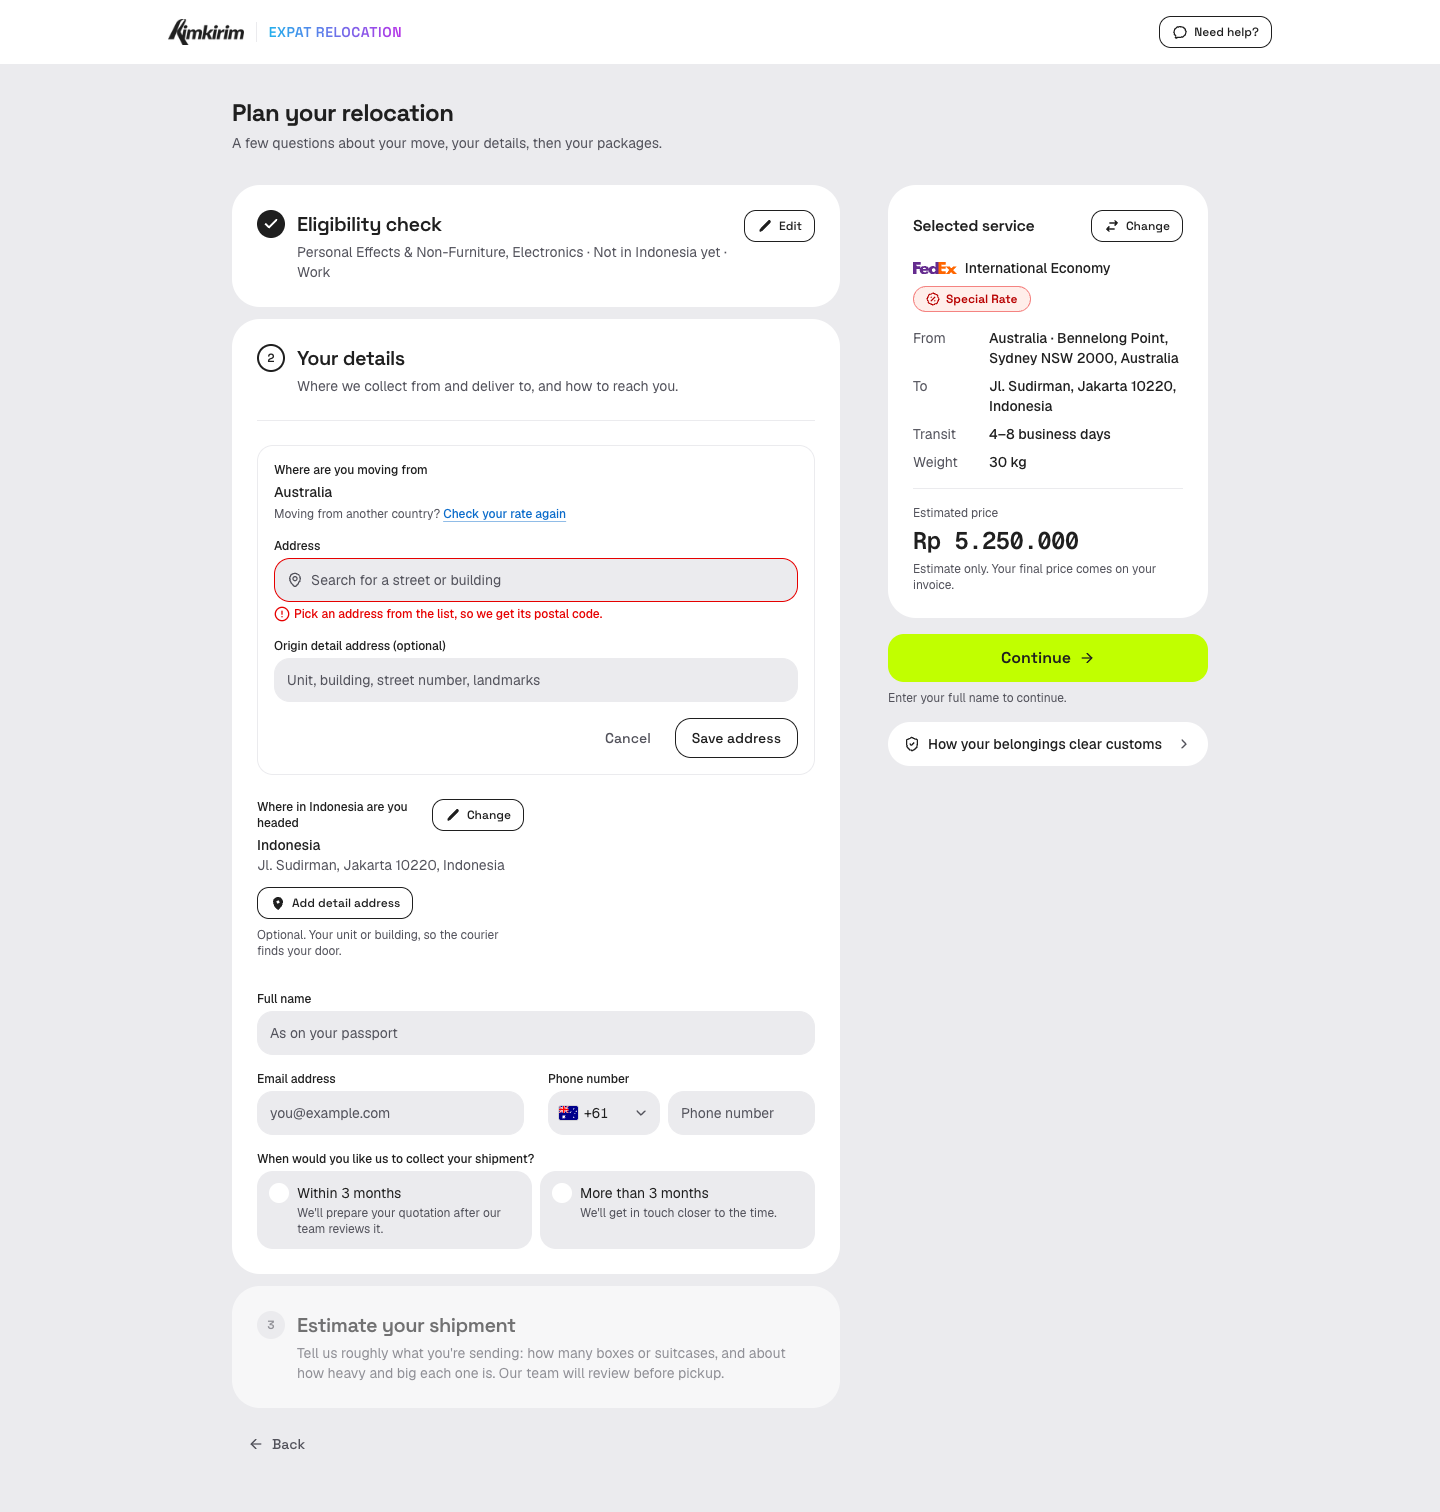 Kimkirim
EXPAT RELOCATION
Need help?
Plan your relocation
A few questions about your move, your details, then your packages.
Eligibility check
Edit
Personal Effects & Non-Furniture, Electronics · Not in Indonesia yet ·
Work
2
Your details
Where we collect from and deliver to, and how to reach you.
Where are you moving from
Australia
Moving from another country? Check your rate again
Address
Search for a street or building
Pick an address from the list, so we get its postal code.
Origin detail address (optional)
Unit, building, street number, landmarks
Cancel
Save address
Where in Indonesia are you
headed
Change
Indonesia
Jl. Sudirman, Jakarta 10220, Indonesia
Add detail address
Optional. Your unit or building, so the courier
finds your door.
Full name
As on your passport
Email address
you@example.com
Phone number
+61
Phone number
When would you like us to collect your shipment?
Within 3 months
We'll prepare your quotation after our
team reviews it.
More than 3 months
We'll get in touch closer to the time.
3
Estimate your shipment
Tell us roughly what you're sending: how many boxes or suitcases, and about
how heavy and big each one is. Our team will review before pickup.
Back
Selected service
Change
FedEx
International Economy
Special Rate
From
Australia · Bennelong Point,
Sydney NSW 2000, Australia
To
Jl. Sudirman, Jakarta 10220,
Indonesia
Transit
4–8 business days
Weight
30 kg
Estimated price
Rp 5.250.000
Estimate only. Your final price comes on your
invoice.
Continue
Enter your full name to continue.
How your belongings clear customs